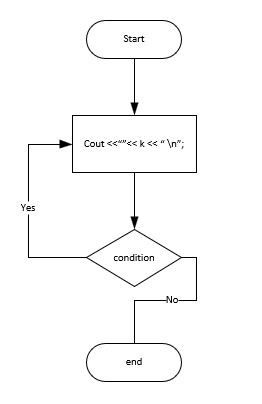 Start
Cout <<“”<< k << “ \n”;
Yes
condition
No
end